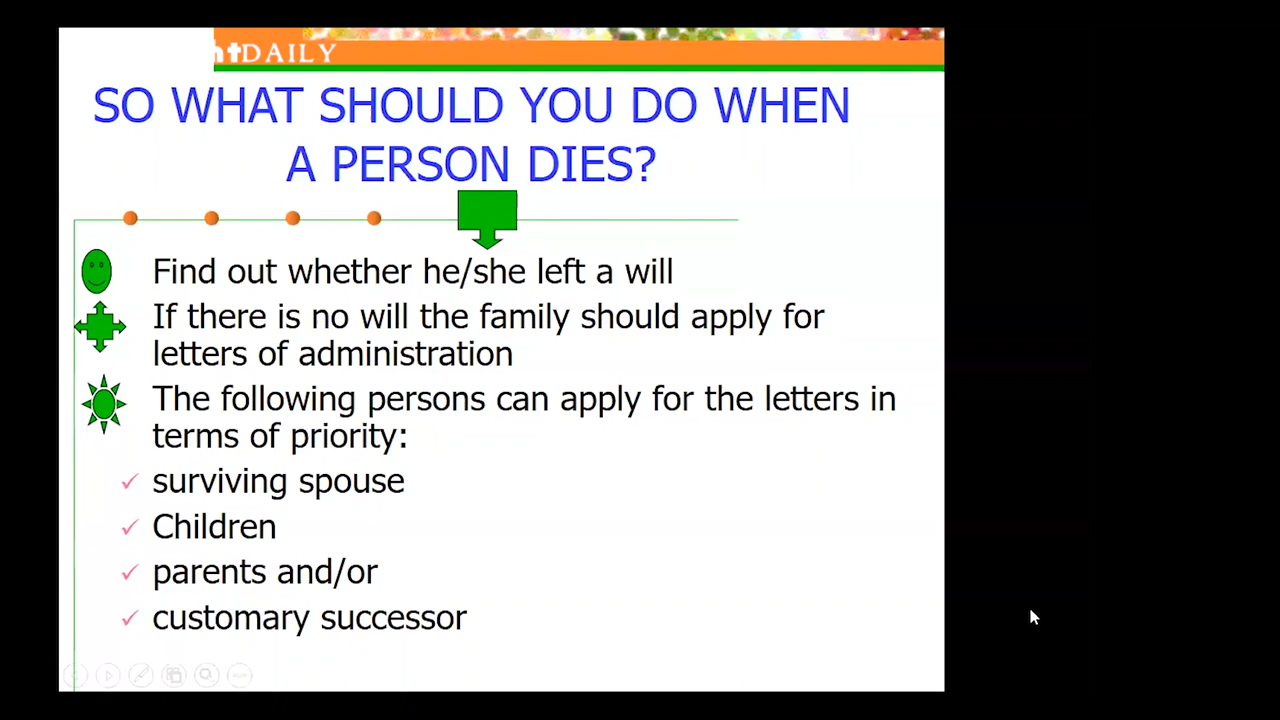 DAILY
SO WHAT SHOULD YOU DO WHEN
A PERSON DIES?
Find out whether he/she left a will
If there is no will the family should apply for
letters of administration
The following persons can apply for the letters in
terms of priority:
surviving spouse
Children
parents and/or
customary successor